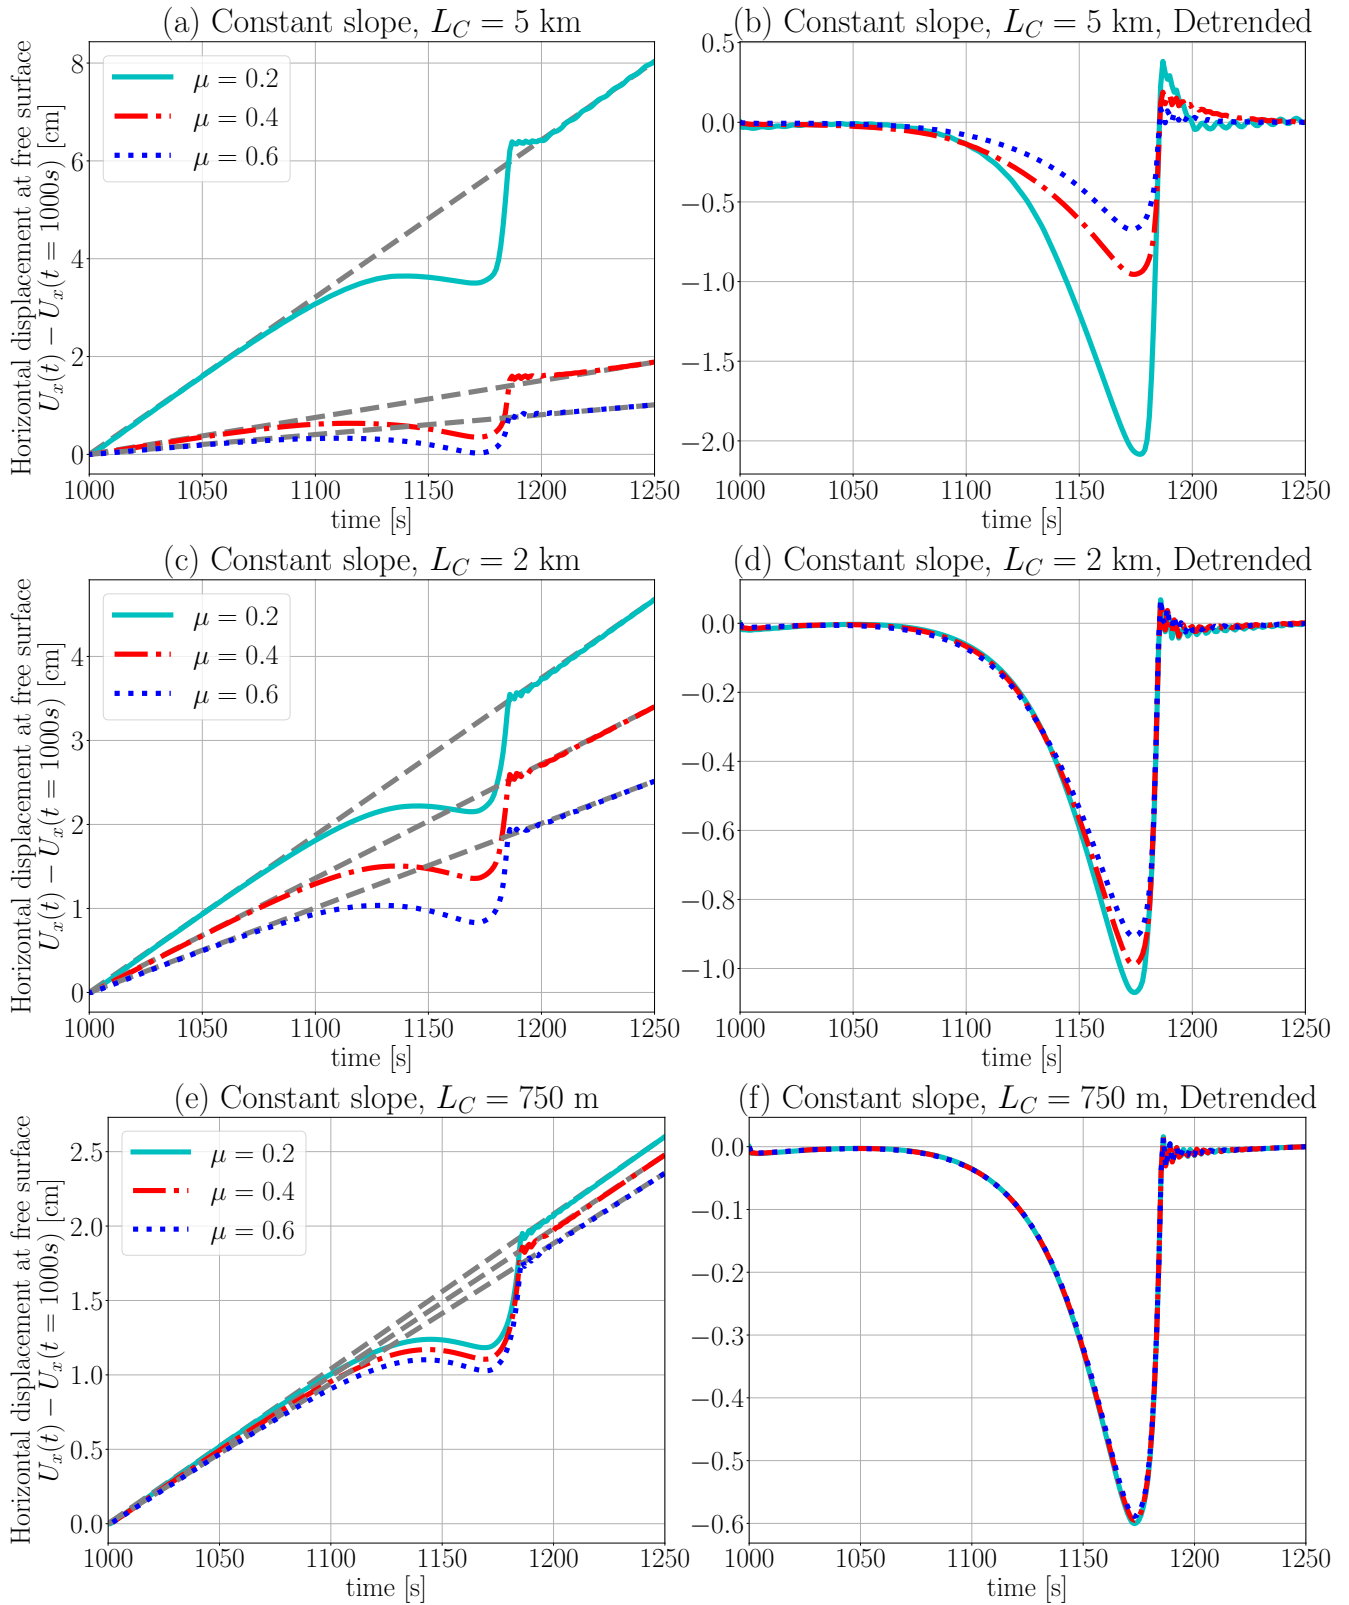 (a) Constant slope, L_C = 5 km
Horizontal displacement at free surface
U_x(t) − U_x(t = 1000s) [cm]
8
6
4
2
0
μ = 0.2
μ = 0.4
μ = 0.6
1000 1050 1100 1150 1200 1250
time [s]
(b) Constant slope, L_C = 5 km, Detrended
0.5
0.0
−0.5
−1.0
−1.5
−2.0
1000 1050 1100 1150 1200 1250
time [s]
(c) Constant slope, L_C = 2 km
Horizontal displacement at free surface
U_x(t) − U_x(t = 1000s) [cm]
4
3
2
1
0
μ = 0.2
μ = 0.4
μ = 0.6
1000 1050 1100 1150 1200 1250
time [s]
(d) Constant slope, L_C = 2 km, Detrended
0.0
−0.2
−0.4
−0.6
−0.8
−1.0
1000 1050 1100 1150 1200 1250
time [s]
(e) Constant slope, L_C = 750 m
Horizontal displacement at free surface
U_x(t) − U_x(t = 1000s) [cm]
2.5
2.0
1.5
1.0
0.5
0.0
μ = 0.2
μ = 0.4
μ = 0.6
1000 1050 1100 1150 1200 1250
time [s]
(f) Constant slope, L_C = 750 m, Detrended
0.0
−0.1
−0.2
−0.3
−0.4
−0.5
−0.6
1000 1050 1100 1150 1200 1250
time [s]